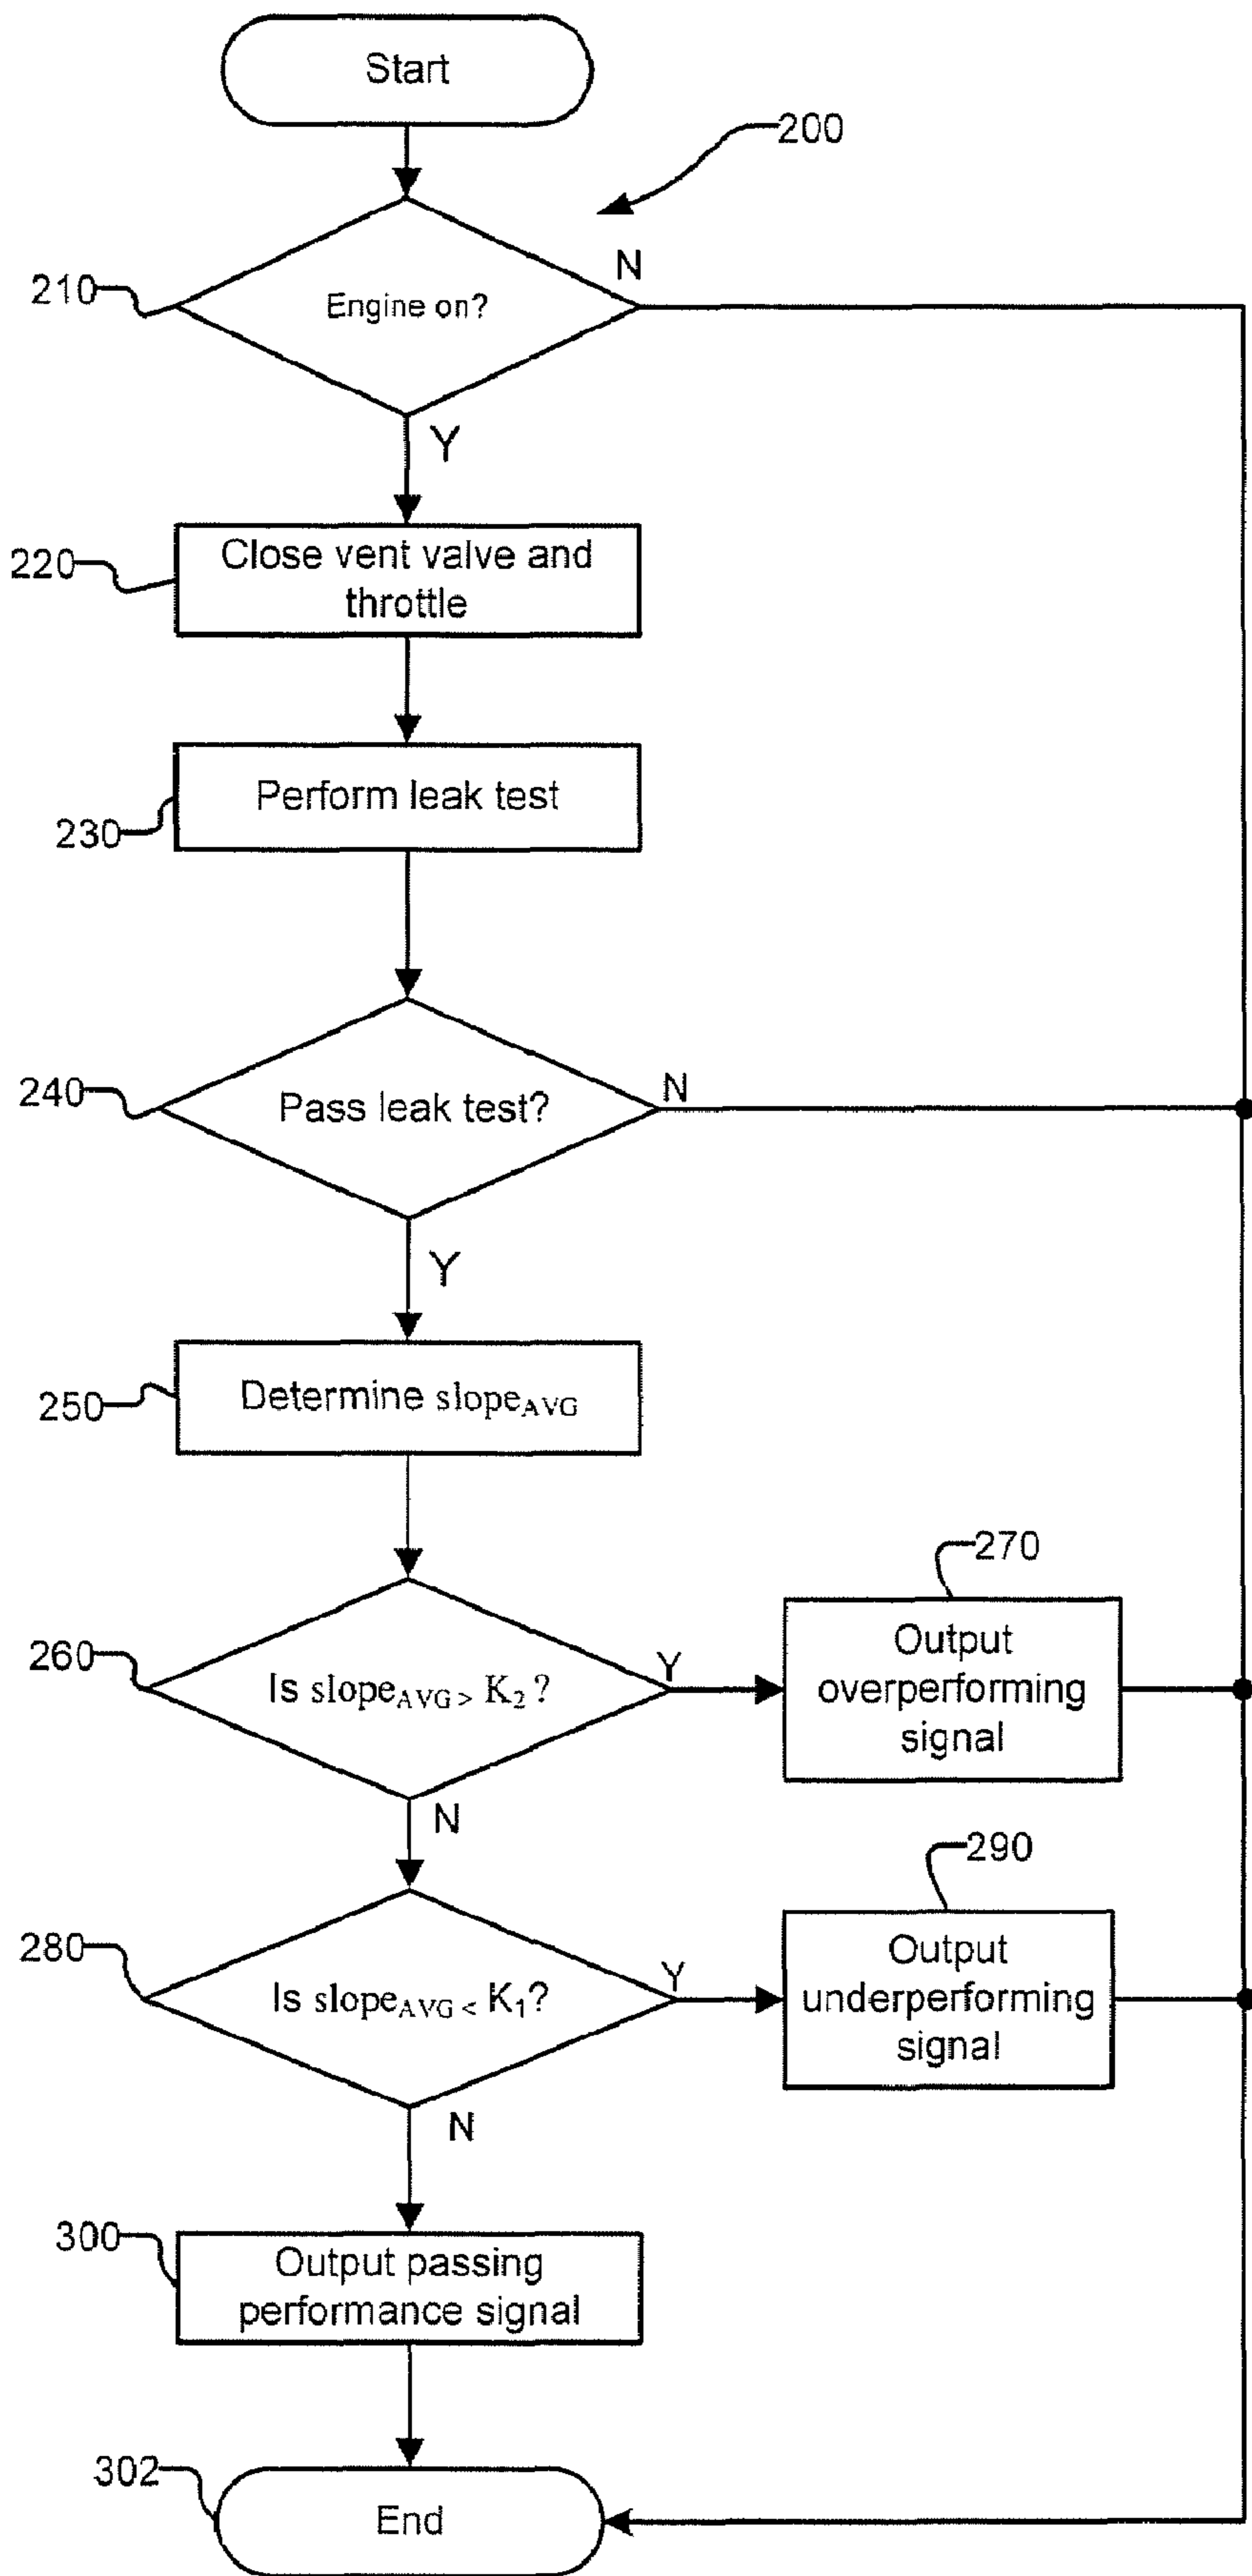 Start
200
210
Engine on?
N
Y
220
Close vent valve and
throttle
230
Perform leak test
240
Pass leak test?
N
Y
250
Determine slopeAVG
260
Is slopeAVG > K2 ?
Y
270
Output
overperforming
signal
N
280
Is slopeAVG < K1?
Y
290
Output
underperforming
signal
N
300
Output passing
performance signal
302
End